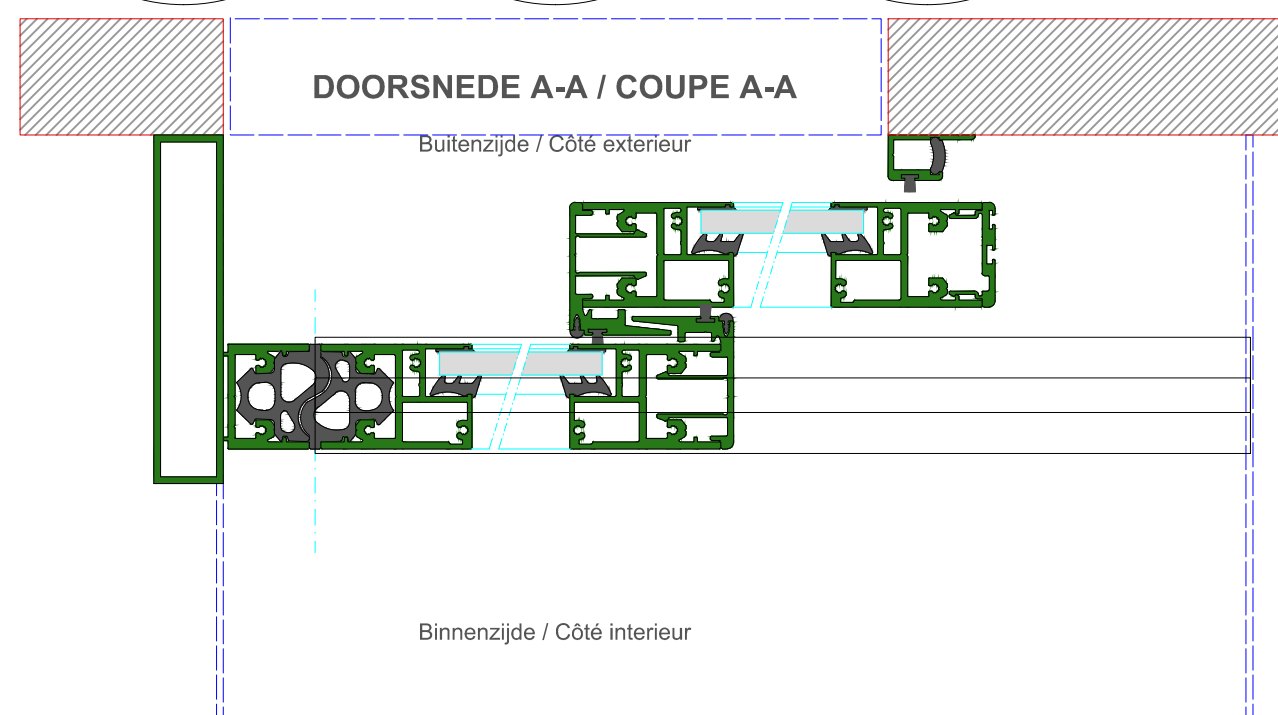 DOORSNEDE A-A / COUPE A-A
Buitenzijde / Côté exterieur
Binnenzijde / Côté interieur